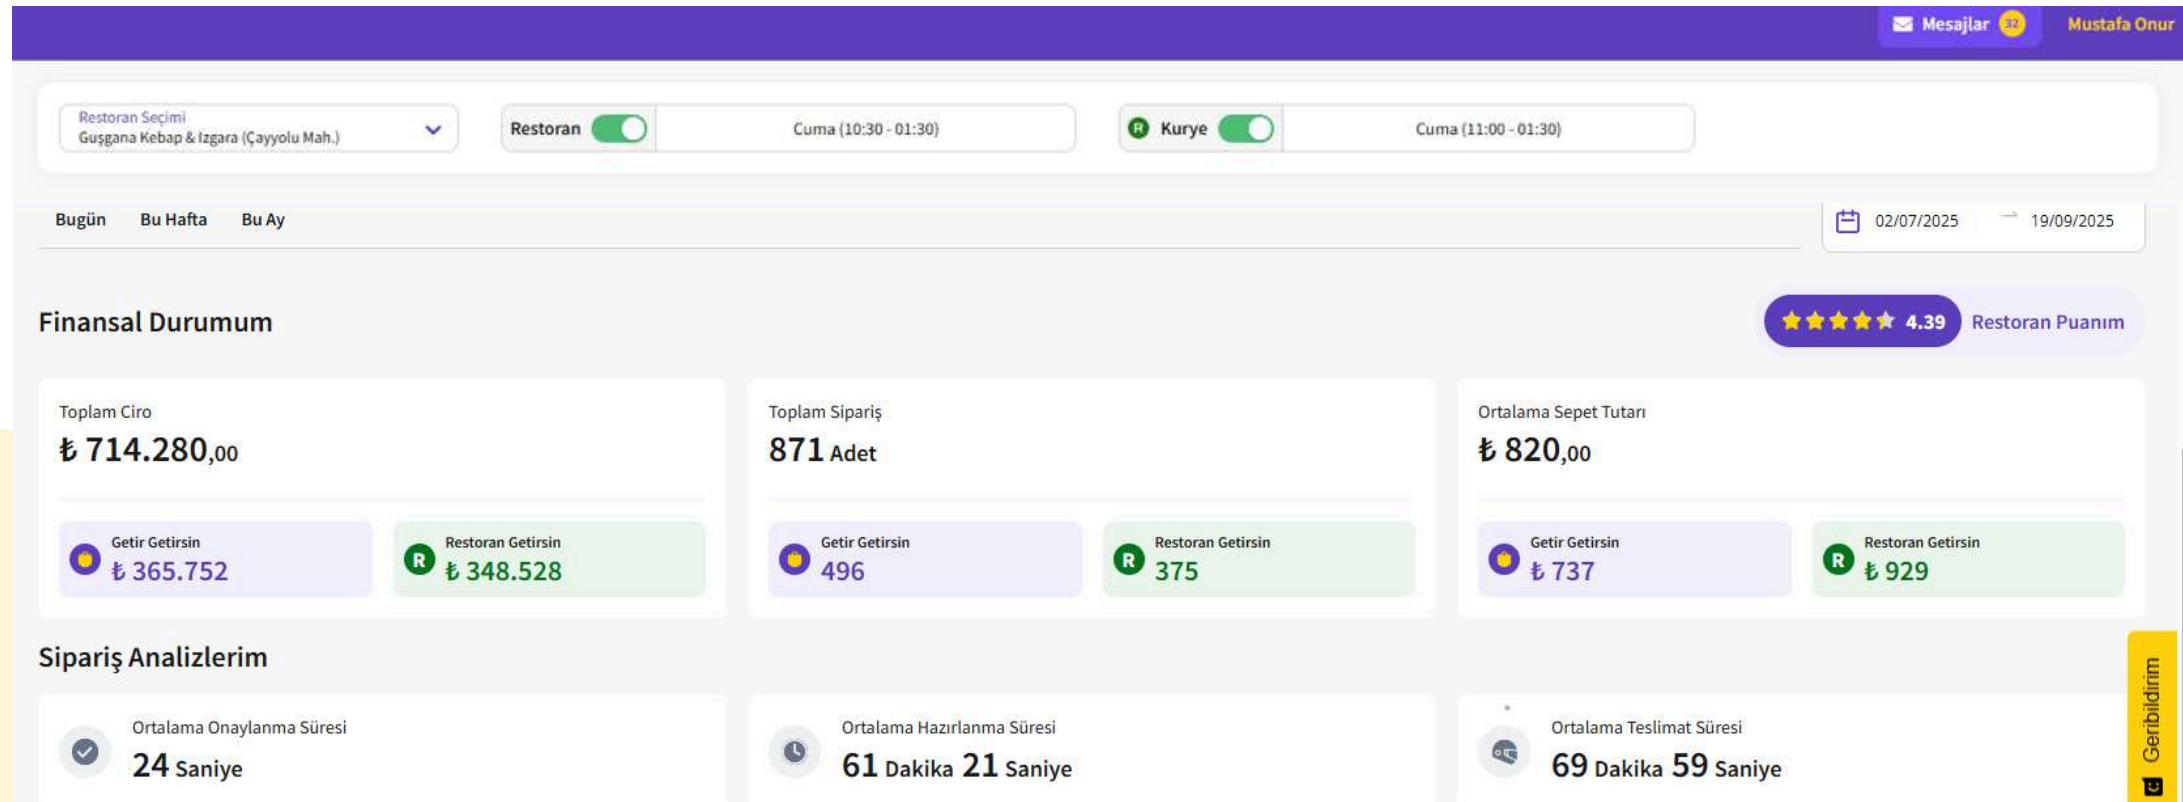 Mesajlar 32 Mustafa Onur
Restoran Seçimi
Guşgana Kebap & Izgara (Çayyolu Mah.)
Restoran Cuma (10:30 - 01:30)
R Kurye Cuma (11:00 - 01:30)
Bugün Bu Hafta Bu Ay
02/07/2025 → 19/09/2025
Finansal Durumum
4.39 Restoran Puanım
Toplam Ciro
₺ 714.280,00
Getir Getirsin
₺ 365.752
R Restoran Getirsin
₺ 348.528
Toplam Sipariş
871 Adet
Getir Getirsin
496
R Restoran Getirsin
375
Ortalama Sepet Tutarı
₺ 820,00
Getir Getirsin
₺ 737
R Restoran Getirsin
₺ 929
Sipariş Analizlerim
Ortalama Onaylanma Süresi
24 Saniye
Ortalama Hazırlanma Süresi
61 Dakika 21 Saniye
Ortalama Teslimat Süresi
69 Dakika 59 Saniye
Geribildirim